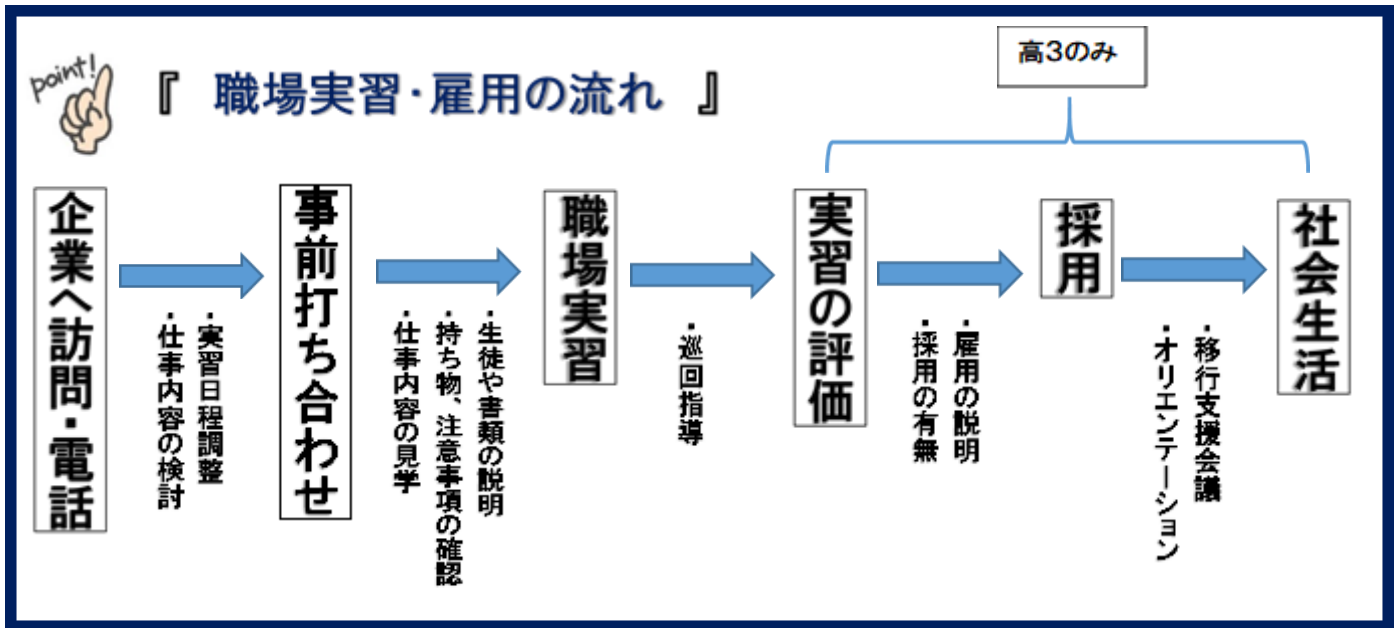 point!
『 職場実習・雇用の流れ 』
高3のみ
企業へ訪問・電話
・実習日程調整
・仕事内容の検討
事前打ち合わせ
・生徒や書類の説明
・持ち物、注意事項の確認
・仕事内容の見学
職場実習
・巡回指導
実習の評価
・雇用の説明
・採用の有無
採用
・移行支援会議
・オリエンテーション
社会生活